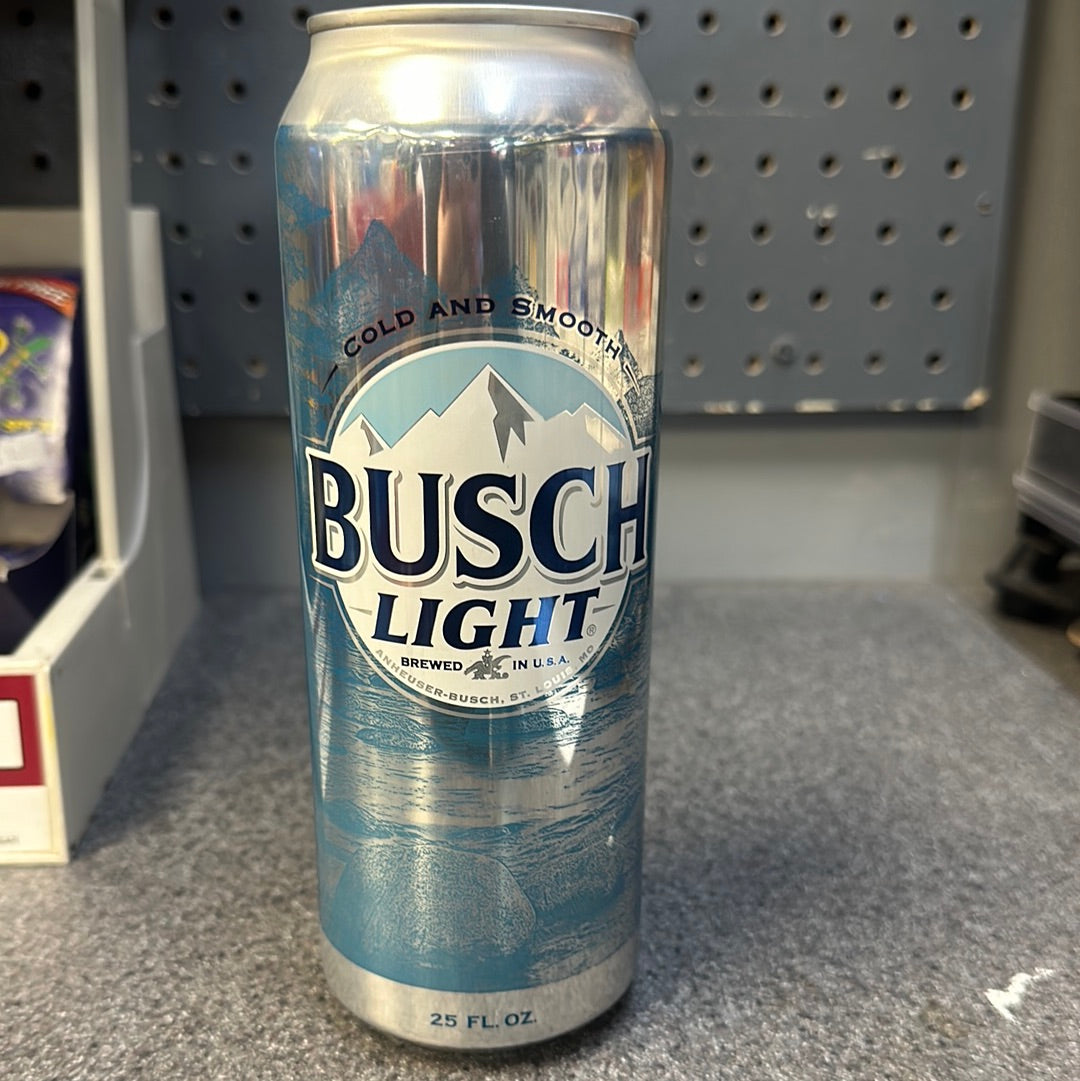 COLD AND SMOOTH
BUSCH
LIGHT®
BREWED IN U.S.A.
ANHEUSER-BUSCH, ST. LOUIS, MO
25 FL. OZ.